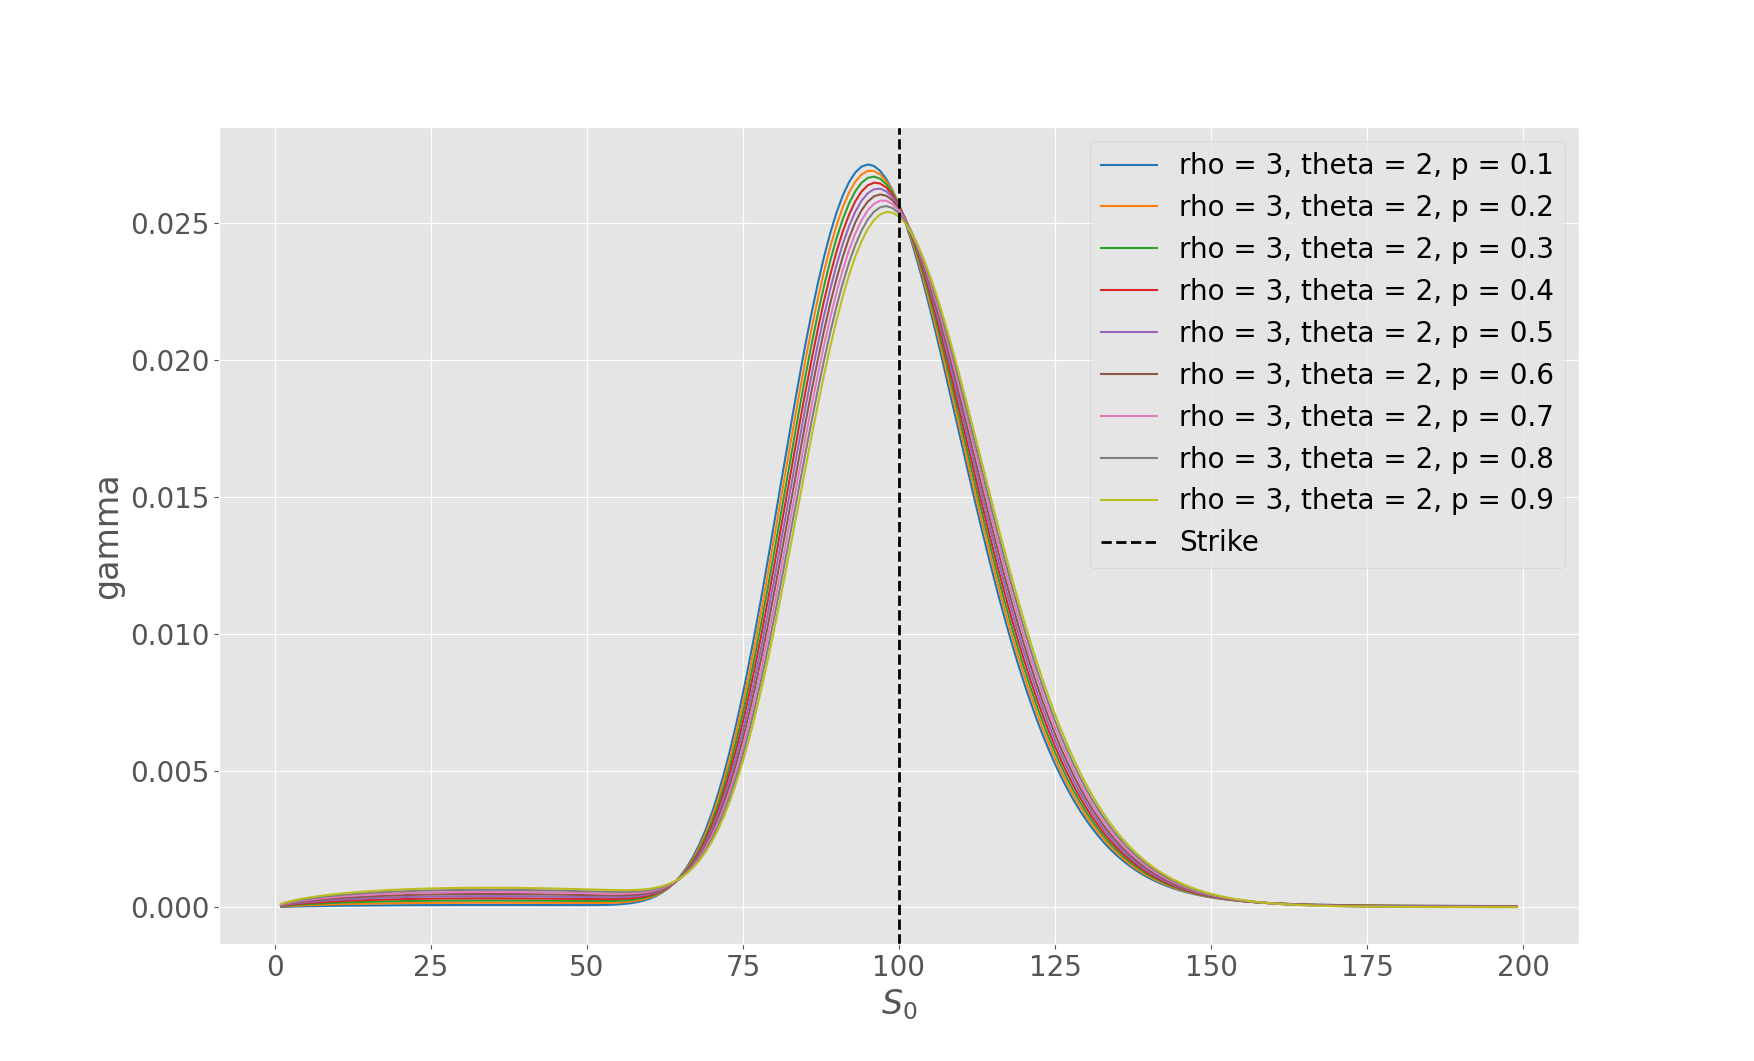 gamma
0.025
0.020
0.015
0.010
0.005
0.000
0 25 50 75 100 125 150 175 200
S0
rho = 3, theta = 2, p = 0.1
rho = 3, theta = 2, p = 0.2
rho = 3, theta = 2, p = 0.3
rho = 3, theta = 2, p = 0.4
rho = 3, theta = 2, p = 0.5
rho = 3, theta = 2, p = 0.6
rho = 3, theta = 2, p = 0.7
rho = 3, theta = 2, p = 0.8
rho = 3, theta = 2, p = 0.9
Strike